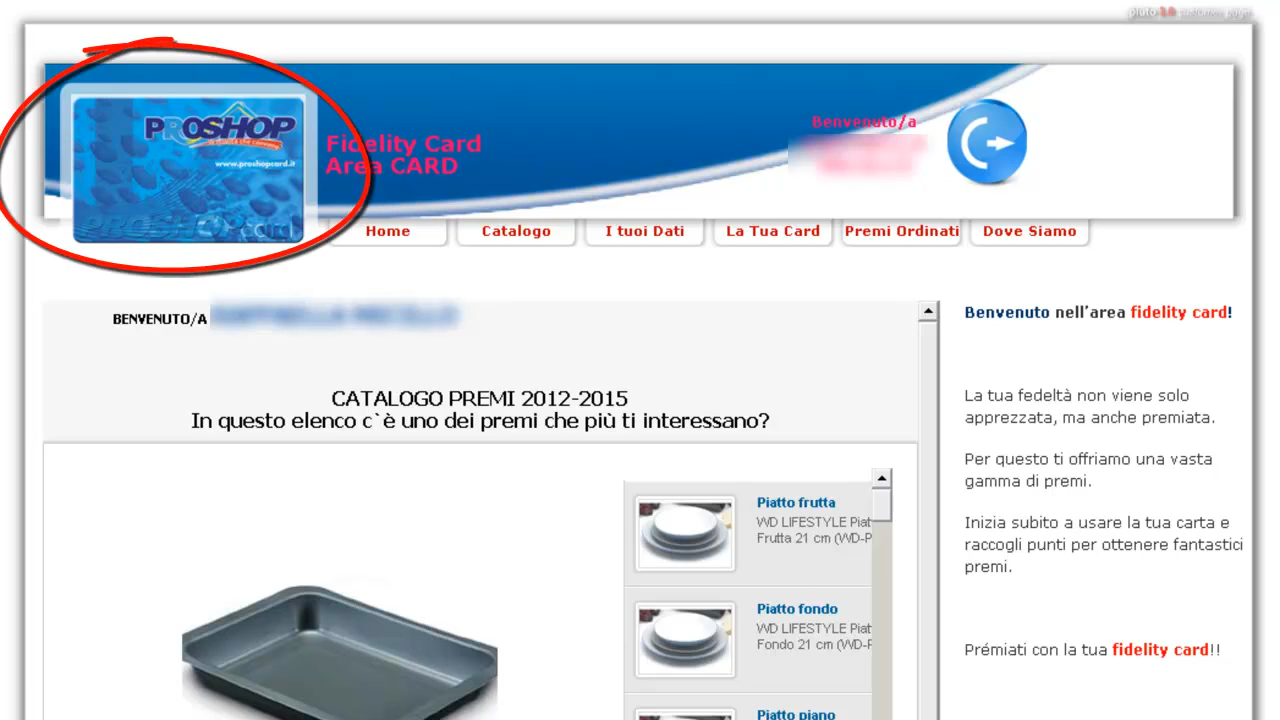 pluto
PROSHOP
www.proshopcard.it
PROSHOPcard
Fidelity Card
Area CARD
Benvenuto/a
Home
Catalogo
I tuoi Dati
La Tua Card
Premi Ordinati
Dove Siamo
BENVENUTO/A
CATALOGO PREMI 2012-2015
In questo elenco c`è uno dei premi che più ti interessano?
Piatto frutta
WD LIFESTYLE Piat
Frutta 21 cm (WD-P
Piatto fondo
WD LIFESTYLE Piat
Fondo 21 cm (WD-F
Piatto piano
Benvenuto nell'area fidelity card!
La tua fedeltà non viene solo
apprezzata, ma anche premiata.
Per questo ti offriamo una vasta
gamma di premi.
Inizia subito a usare la tua carta e
raccogli punti per ottenere fantastici
premi.
Prémiati con la tua fidelity card!!